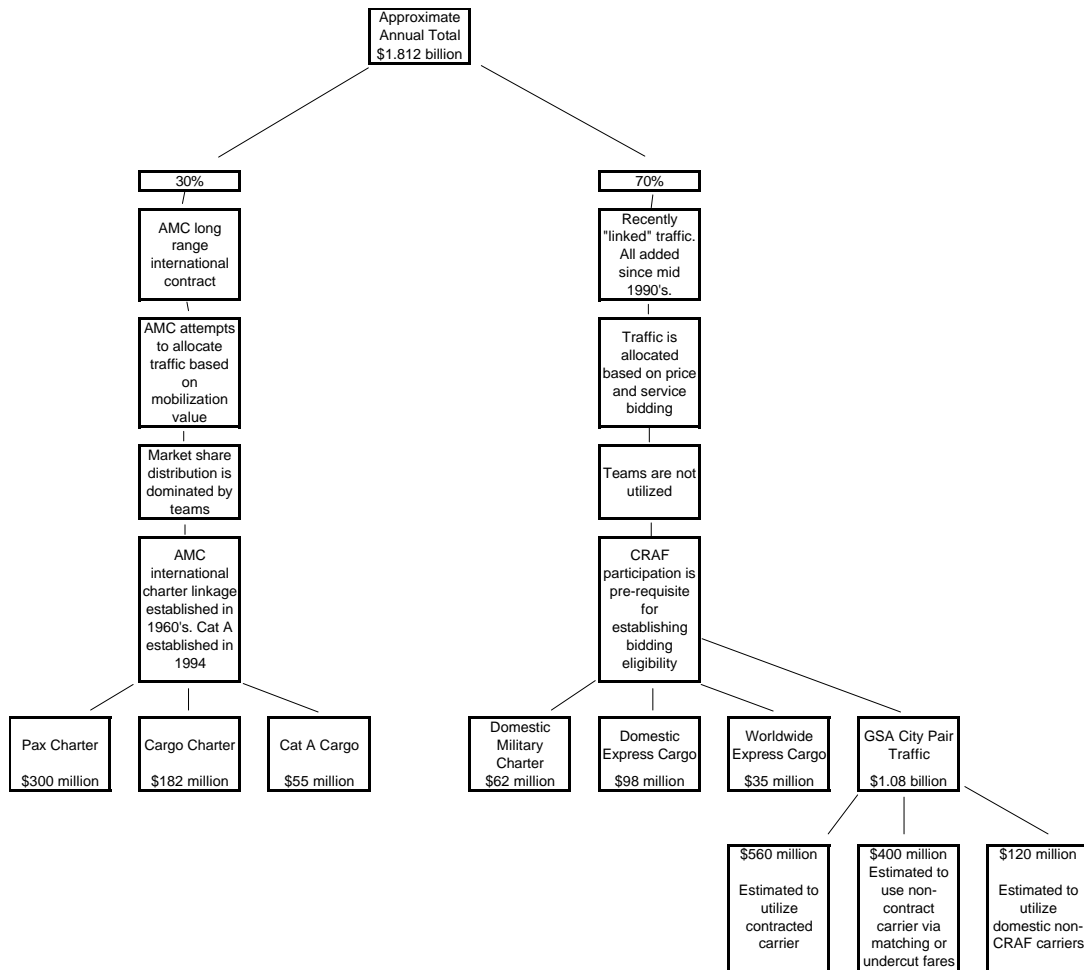 Approximate
Annual Total
$1.812 billion
30%
AMC long
range
international
contract
AMC attempts
to allocate
traffic based
on
mobilization
value
Market share
distribution is
dominated by
teams
AMC
international
charter linkage
established in
1960's. Cat A
established in
1994
Pax Charter
$300 million
Cargo Charter
$182 million
Cat A Cargo
$55 million
70%
Recently
"linked" traffic.
All added
since mid
1990's.
Traffic is
allocated
based on price
and service
bidding
Teams are not
utilized
CRAF
participation is
pre-requisite
for
establishing
bidding
eligibility
Domestic
Military
Charter
$62 million
Domestic
Express Cargo
$98 million
Worldwide
Express Cargo
$35 million
GSA City Pair
Traffic
$1.08 billion
$560 million
Estimated to
utilize
contracted
carrier
$400 million
Estimated to
use non-
contract
carrier via
matching or
undercut fares
$120 million
Estimated to
utilize
domestic non-
CRAF carriers